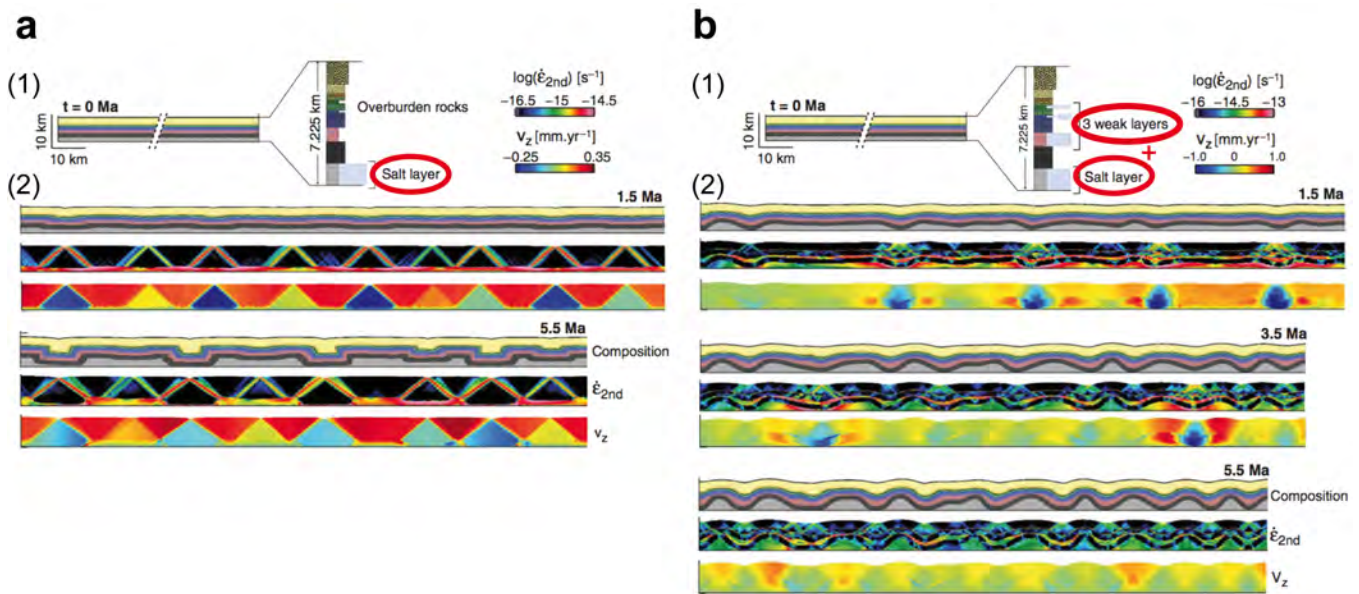 a
(1)
t = 0 Ma
10 km
10 km
7.225 km
Overburden rocks
Salt layer
log(ε̇2nd) [s⁻¹]
−16.5 −15 −14.5
vz [mm.yr⁻¹]
−0.25 0.35
(2)
1.5 Ma
5.5 Ma
Composition
ε̇2nd
vz
b
(1)
t = 0 Ma
10 km
10 km
7.225 km
3 weak layers
+
Salt layer
log(ε̇2nd) [s⁻¹]
−16 −14.5 −13
vz [mm.yr⁻¹]
−1.0 0 1.0
(2)
1.5 Ma
3.5 Ma
5.5 Ma
Composition
ε̇2nd
vz